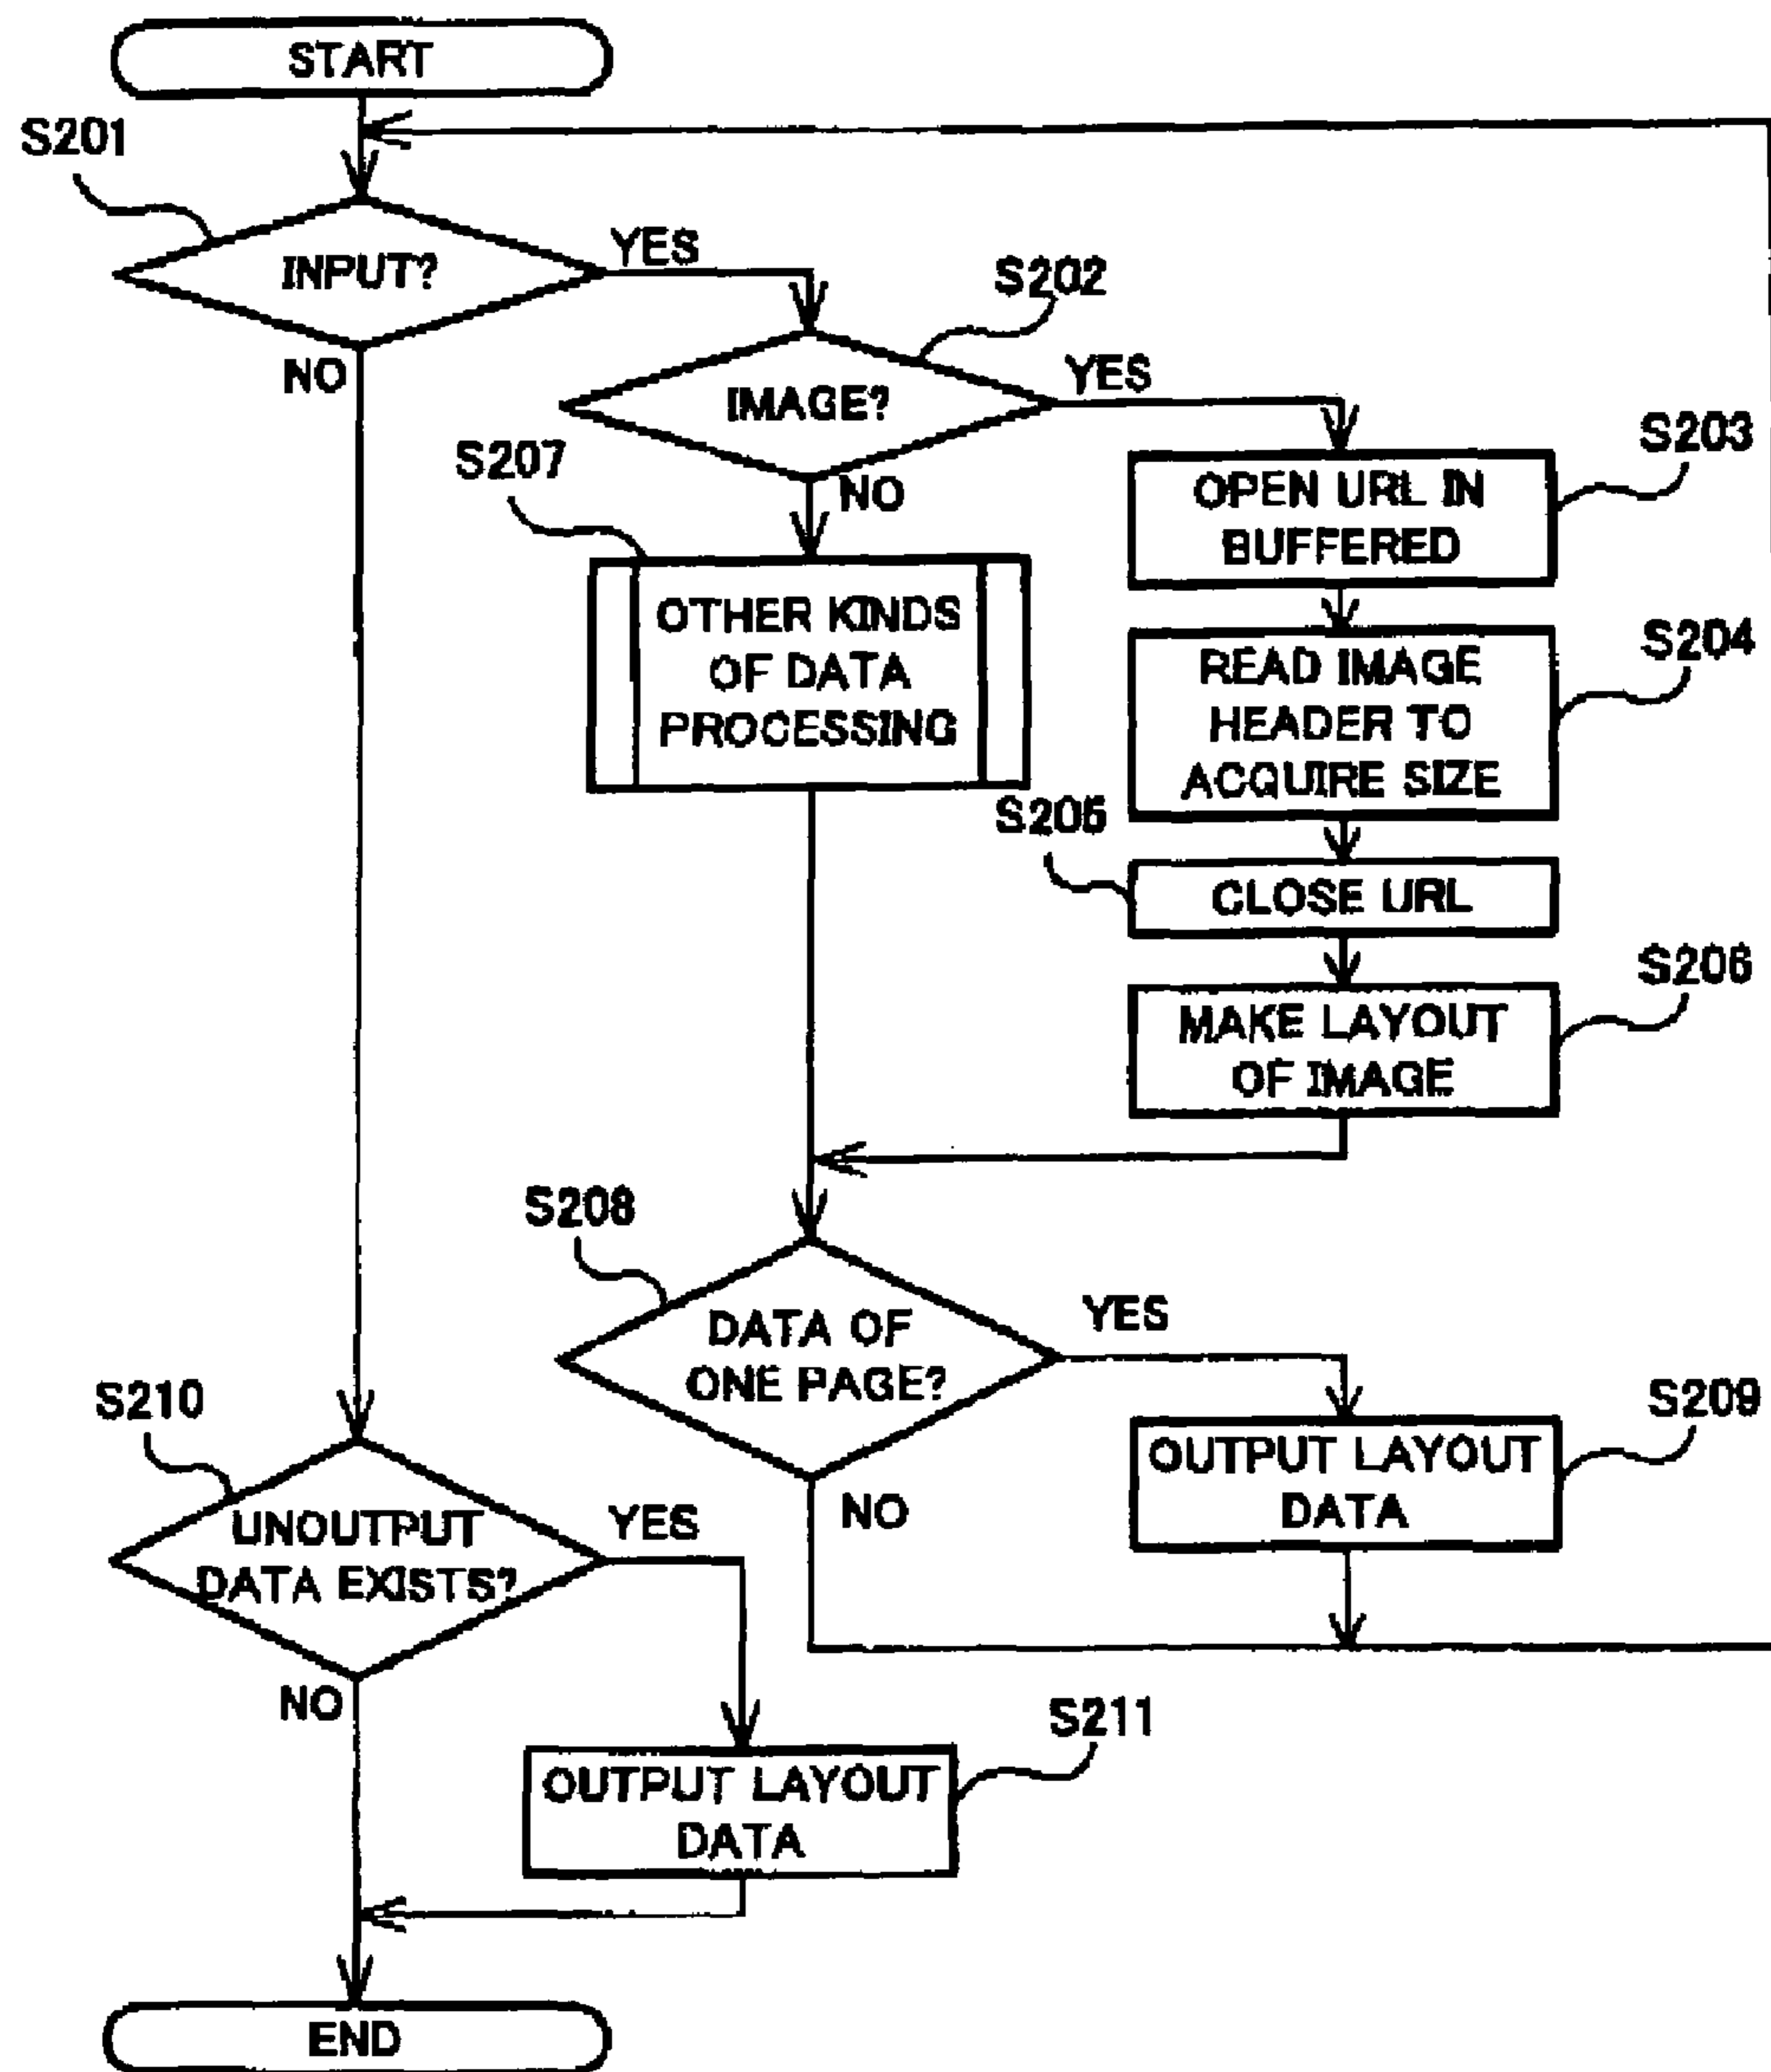 START
S201
INPUT?
YES
NO
S202
IMAGE?
YES
NO
S203
OPEN URL IN
BUFFERED
S207
OTHER KINDS
OF DATA
PROCESSING
S204
READ IMAGE
HEADER TO
ACQUIRE SIZE
S205
CLOSE URL
S206
MAKE LAYOUT
OF IMAGE
S208
DATA OF
ONE PAGE?
YES
NO
S209
OUTPUT LAYOUT
DATA
S210
UNOUTPUT
DATA EXISTS?
YES
NO
S211
OUTPUT LAYOUT
DATA
END